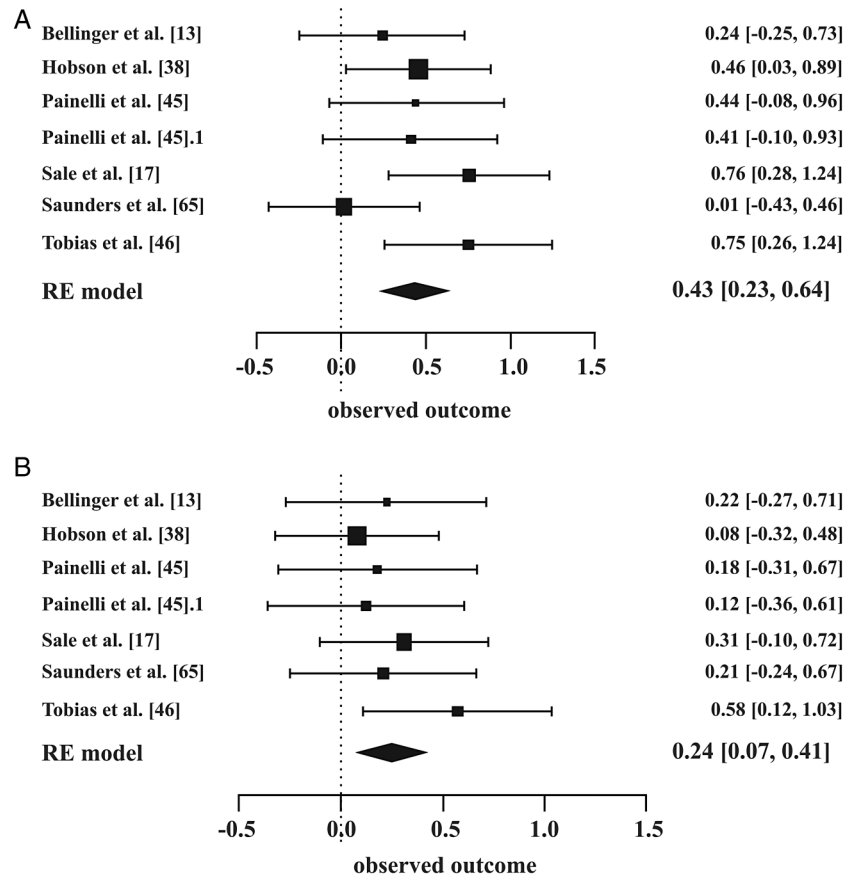 A
Bellinger et al. [13] 0.24 [-0.25, 0.73]
Hobson et al. [38] 0.46 [0.03, 0.89]
Painelli et al. [45] 0.44 [-0.08, 0.96]
Painelli et al. [45].1 0.41 [-0.10, 0.93]
Sale et al. [17] 0.76 [0.28, 1.24]
Saunders et al. [65] 0.01 [-0.43, 0.46]
Tobias et al. [46] 0.75 [0.26, 1.24]
RE model 0.43 [0.23, 0.64]
-0.5 0.0 0.5 1.0 1.5
observed outcome
B
Bellinger et al. [13] 0.22 [-0.27, 0.71]
Hobson et al. [38] 0.08 [-0.32, 0.48]
Painelli et al. [45] 0.18 [-0.31, 0.67]
Painelli et al. [45].1 0.12 [-0.36, 0.61]
Sale et al. [17] 0.31 [-0.10, 0.72]
Saunders et al. [65] 0.21 [-0.24, 0.67]
Tobias et al. [46] 0.58 [0.12, 1.03]
RE model 0.24 [0.07, 0.41]
-0.5 0.0 0.5 1.0 1.5
observed outcome